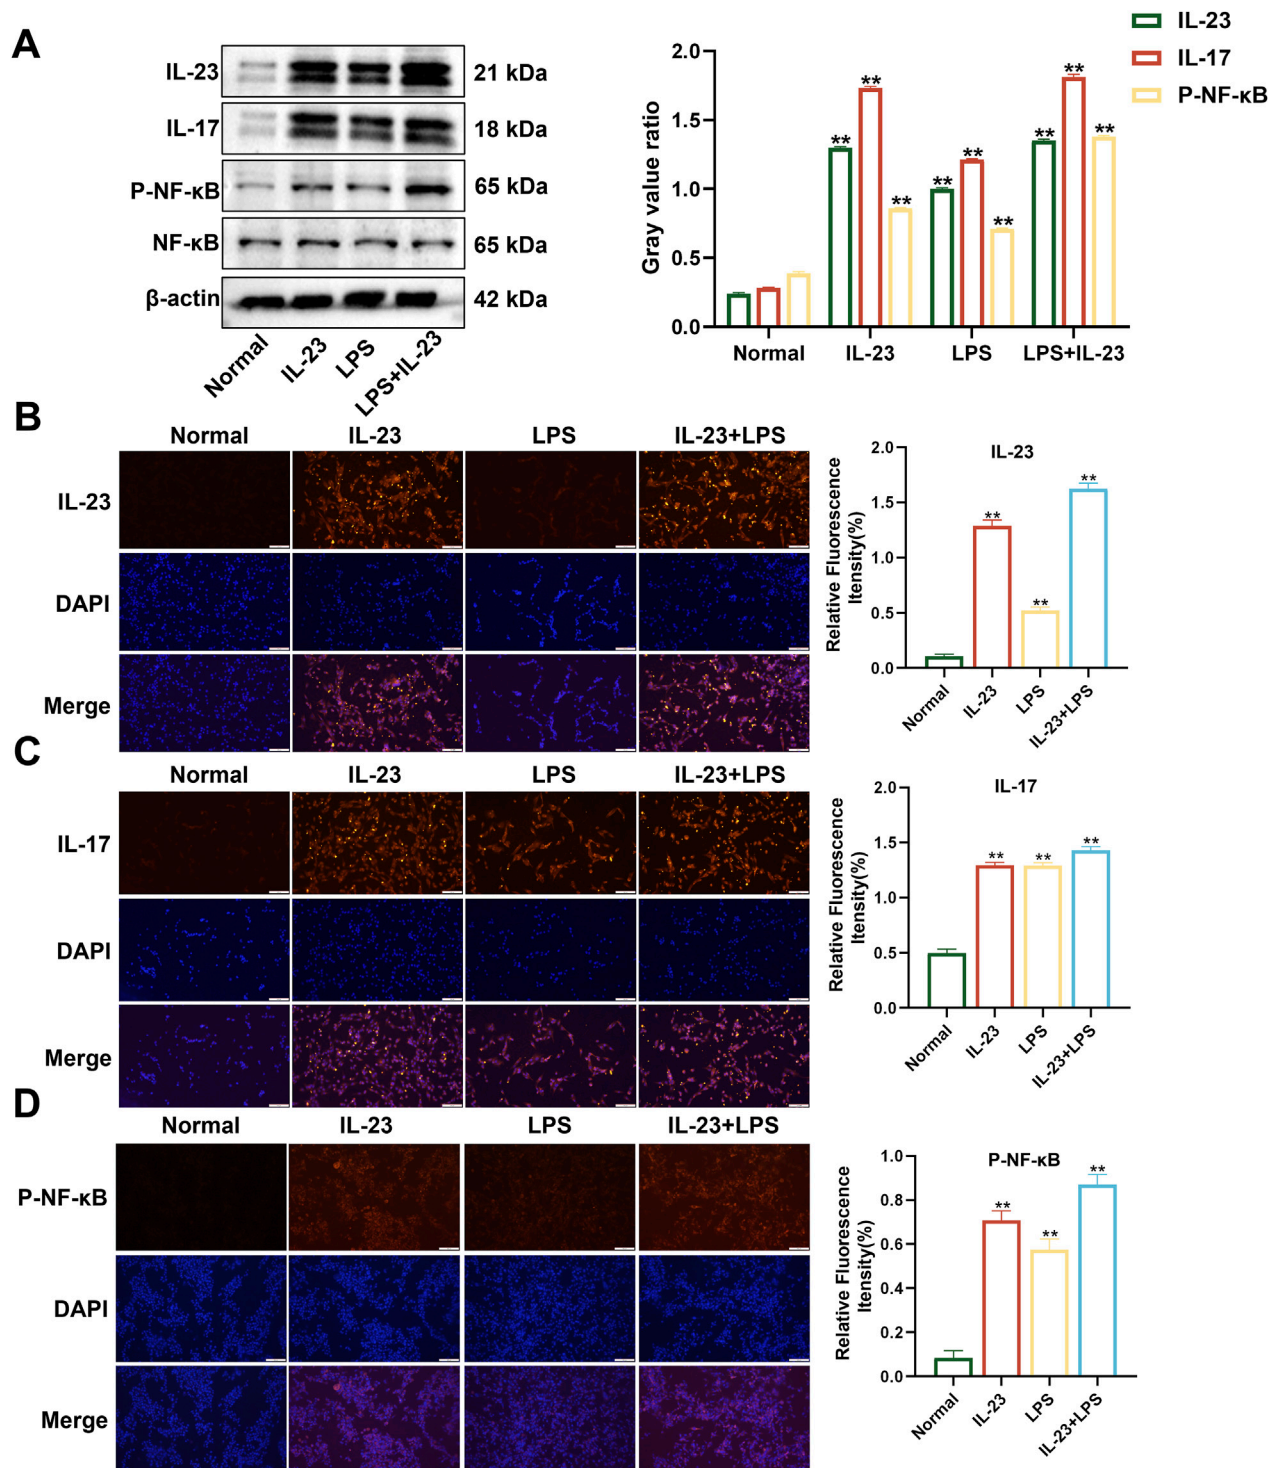 A
IL-23
21 kDa
IL-17
18 kDa
P-NF-κB
65 kDa
NF-κB
65 kDa
β-actin
42 kDa
Normal
IL-23
LPS
LPS+IL-23
IL-23
IL-17
P-NF-κB
Gray value ratio
2.0
1.5
1.0
0.5
0.0
**
**
**
**
**
**
**
**
**
Normal
IL-23
LPS
LPS+IL-23
B
Normal
IL-23
LPS
IL-23+LPS
IL-23
DAPI
Merge
IL-23
Relative Fluorescence
Itensity(%)
2.0
1.5
1.0
0.5
0.0
**
**
**
Normal
IL-23
LPS
IL-23+LPS
C
Normal
IL-23
LPS
IL-23+LPS
IL-17
DAPI
Merge
IL-17
Relative Fluorescence
Itensity(%)
2.0
1.5
1.0
0.5
0.0
**
**
**
Normal
IL-23
LPS
IL-23+LPS
D
Normal
IL-23
LPS
IL-23+LPS
P-NF-κB
DAPI
Merge
P-NF-κB
Relative Fluorescence
Itensity(%)
1.0
0.8
0.6
0.4
0.2
0.0
**
**
**
Normal
IL-23
LPS
IL-23+LPS